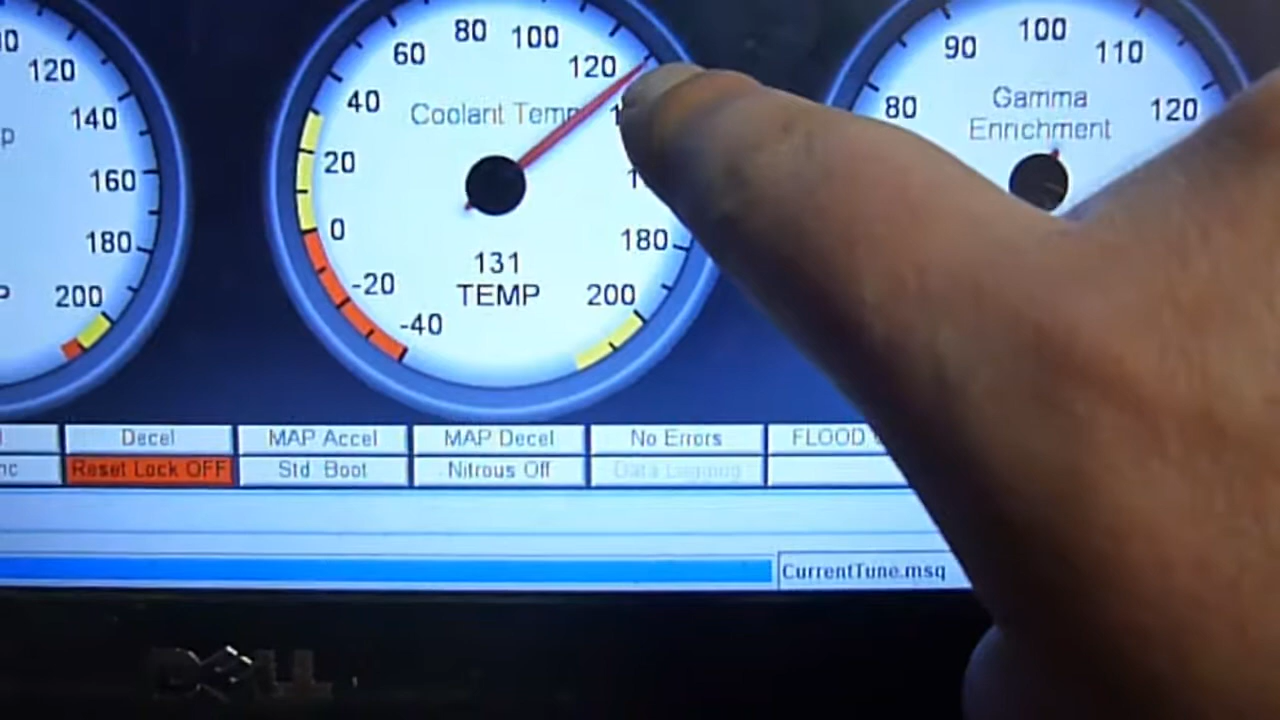 120
140
160
180
200
-40
-20
0
20
40
60
80
100
120
180
200
Coolant Temp
131
TEMP
80
90
100
110
120
Gamma
Enrichment
Decel
MAP Accel
MAP Decel
No Errors
FLOOD
Reset Lock OFF
Std. Boot
Nitrous Off
Data Logging
CurrentTune.msq
DELL